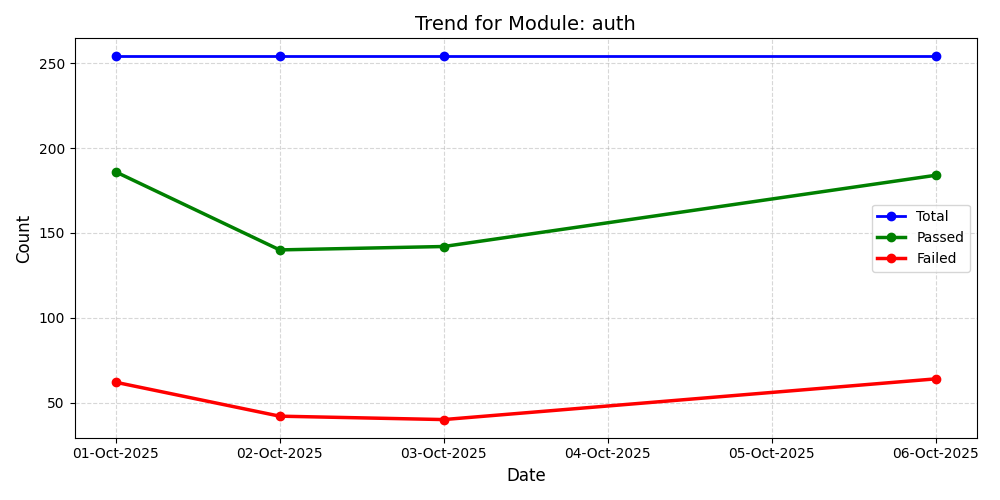 Trend for Module: auth
Count
250
200
150
100
50
Total
Passed
Failed
01-Oct-2025 02-Oct-2025 03-Oct-2025 04-Oct-2025 05-Oct-2025 06-Oct-2025
Date